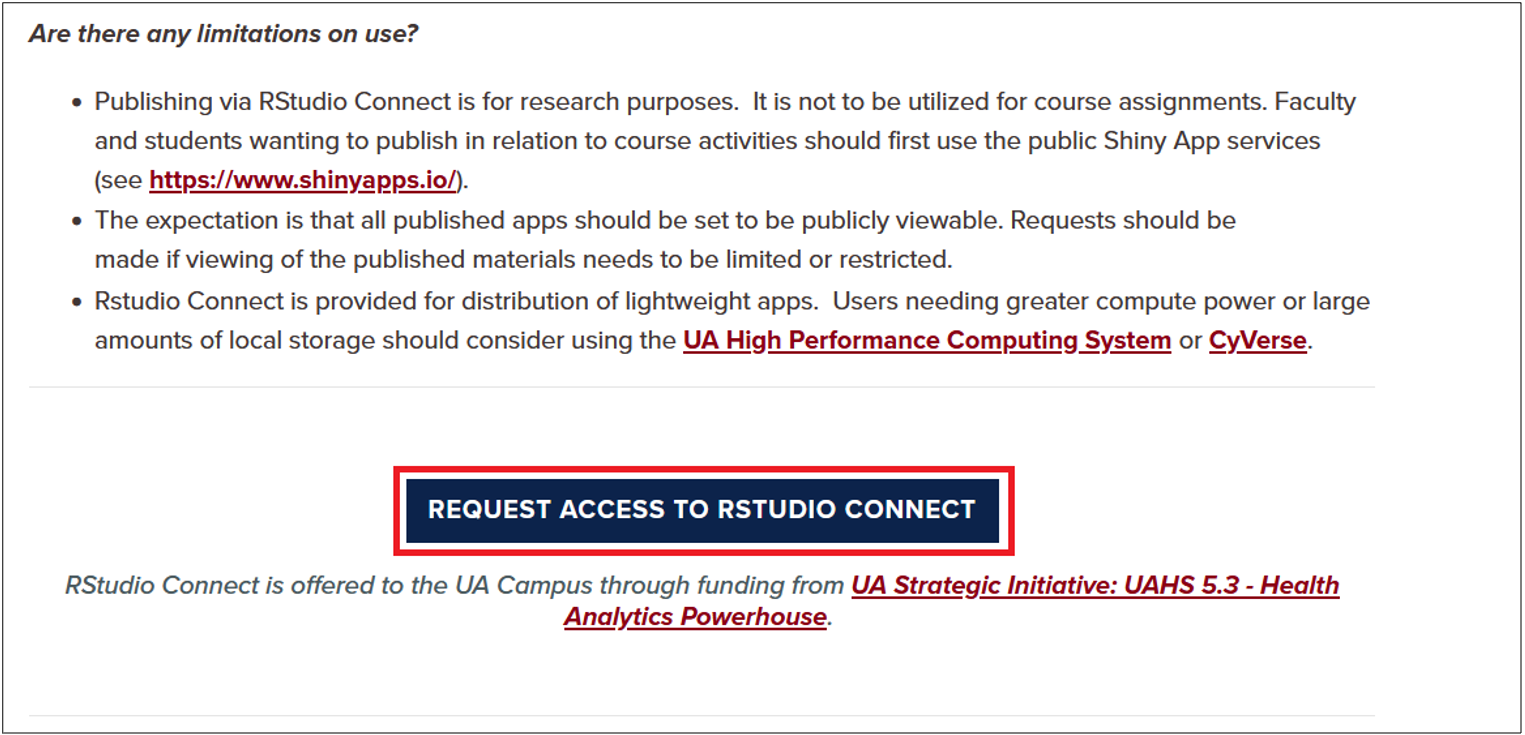 Are there any limitations on use?
• Publishing via RStudio Connect is for research purposes.  It is not to be utilized for course assignments. Faculty
and students wanting to publish in relation to course activities should first use the public Shiny App services
(see https://www.shinyapps.io/).
• The expectation is that all published apps should be set to be publicly viewable. Requests should be
made if viewing of the published materials needs to be limited or restricted.
• Rstudio Connect is provided for distribution of lightweight apps.  Users needing greater compute power or large
amounts of local storage should consider using the UA High Performance Computing System or CyVerse.
REQUEST ACCESS TO RSTUDIO CONNECT
RStudio Connect is offered to the UA Campus through funding from UA Strategic Initiative: UAHS 5.3 - Health
Analytics Powerhouse.